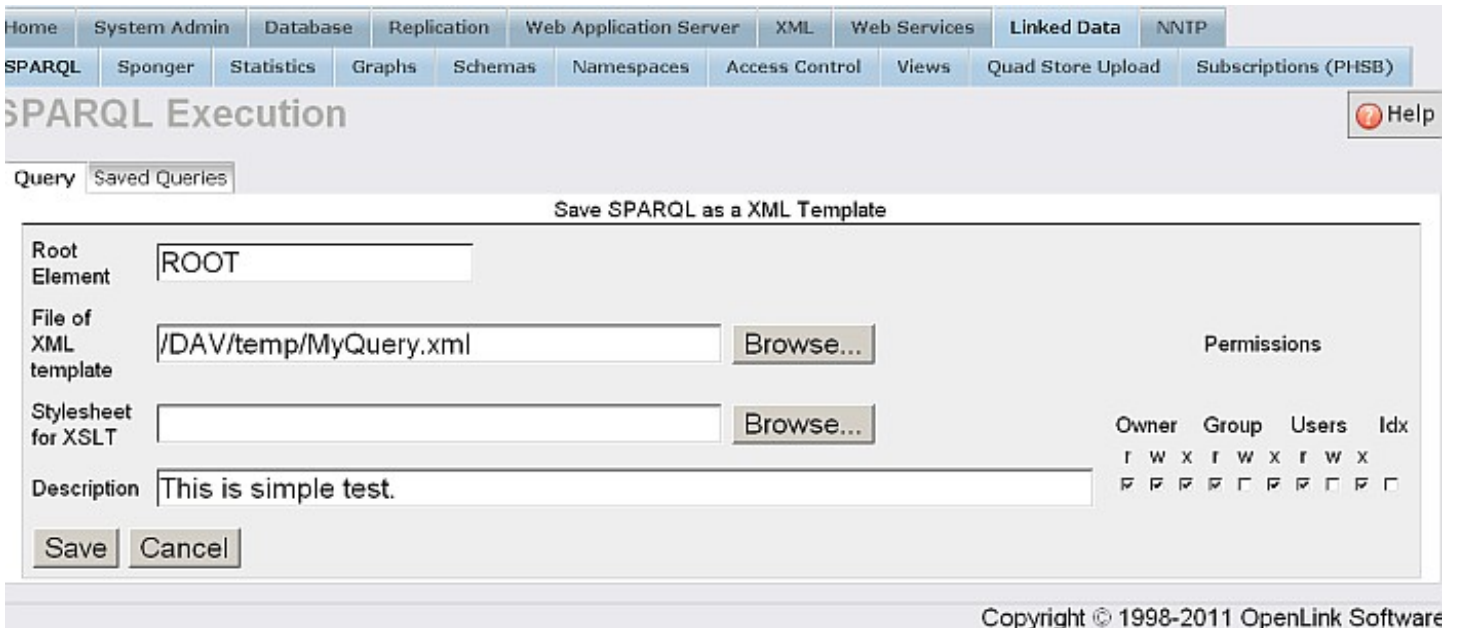 Home System Admin Database Replication Web Application Server XML Web Services Linked Data NNTP
SPARQL Sponger Statistics Graphs Schemas Namespaces Access Control Views Quad Store Upload Subscriptions (PHSB)
SPARQL Execution
? Help
Query Saved Queries
Save SPARQL as a XML Template
Root
Element
ROOT
File of
XML
template
/DAV/temp/MyQuery.xml
Browse...
Permissions
Stylesheet
for XSLT
Browse...
Owner Group Users Idx
r w x r w x r w x
Description
This is simple test.
Save Cancel
Copyright © 1998-2011 OpenLink Software